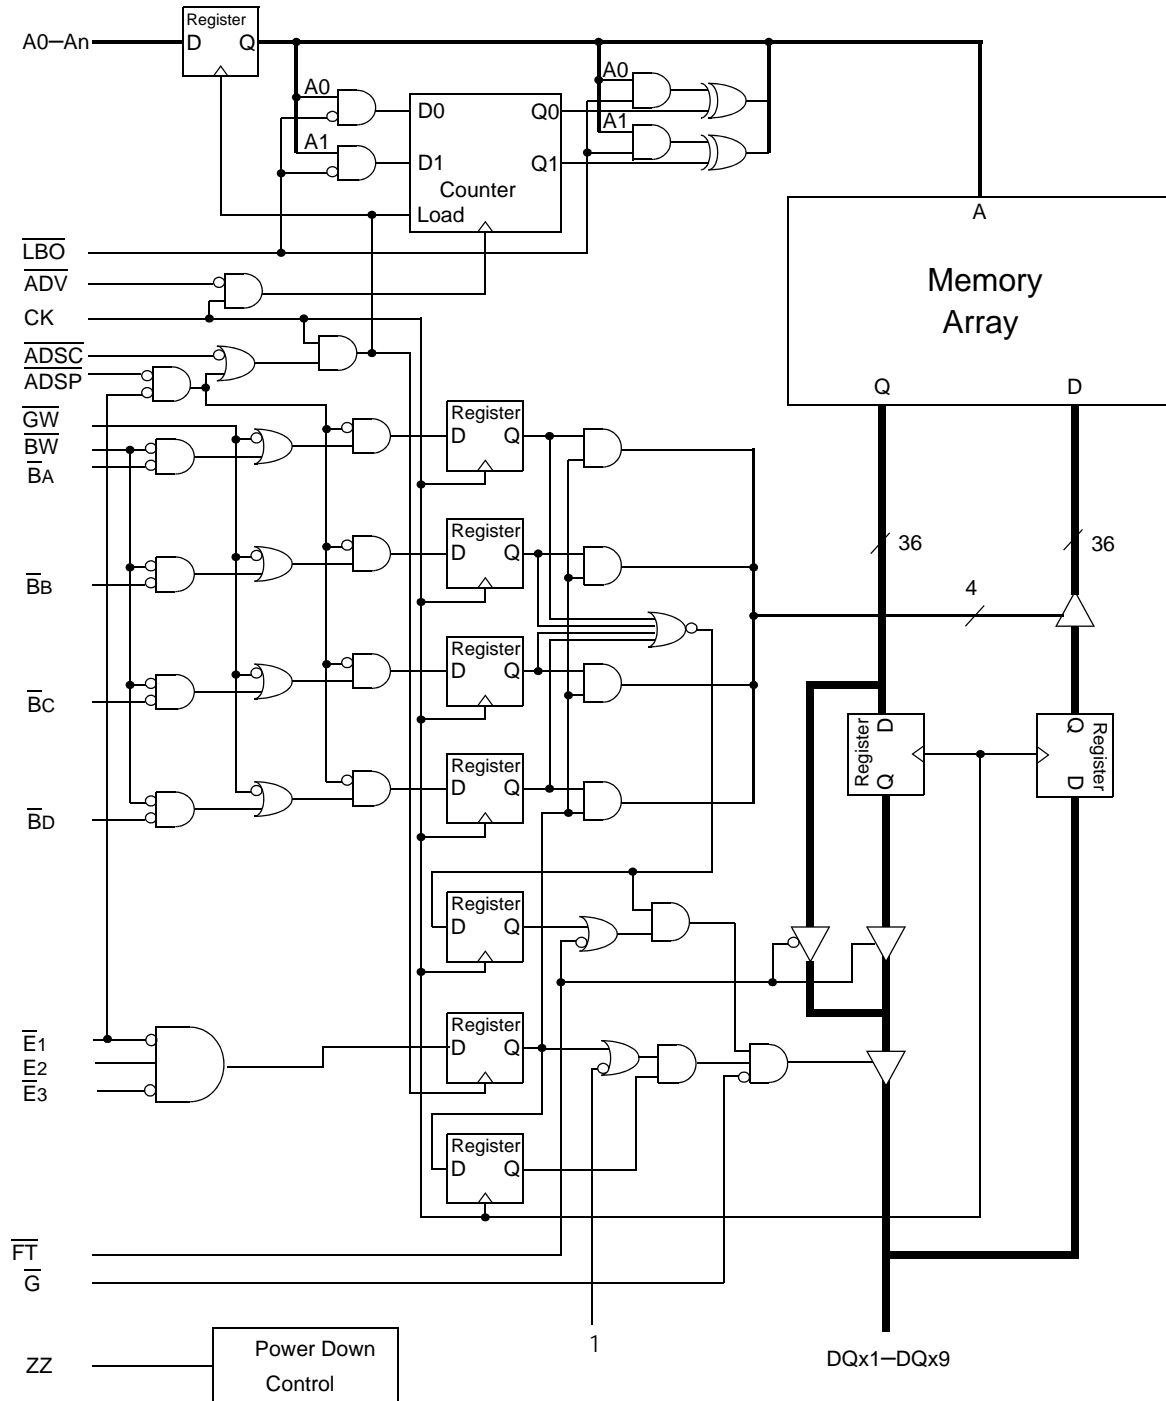 Register
A0–An
D Q
A0
A0
D0
Q0
A1
A1
D1
Q1
Counter
Load
A
LBO
ADV
Memory
Array
CK
ADSC
ADSP
Q D
GW
BW
BA
Register
D Q
36
36
BB
Register
D Q
4
BC
Register
D Q
Register
D
Q
Register
Q
D
BD
Register
D Q
Register
D Q
E1
E2
E3
Register
D Q
Register
D Q
FT
G
1
DQx1–DQx9
ZZ
Power Down
Control